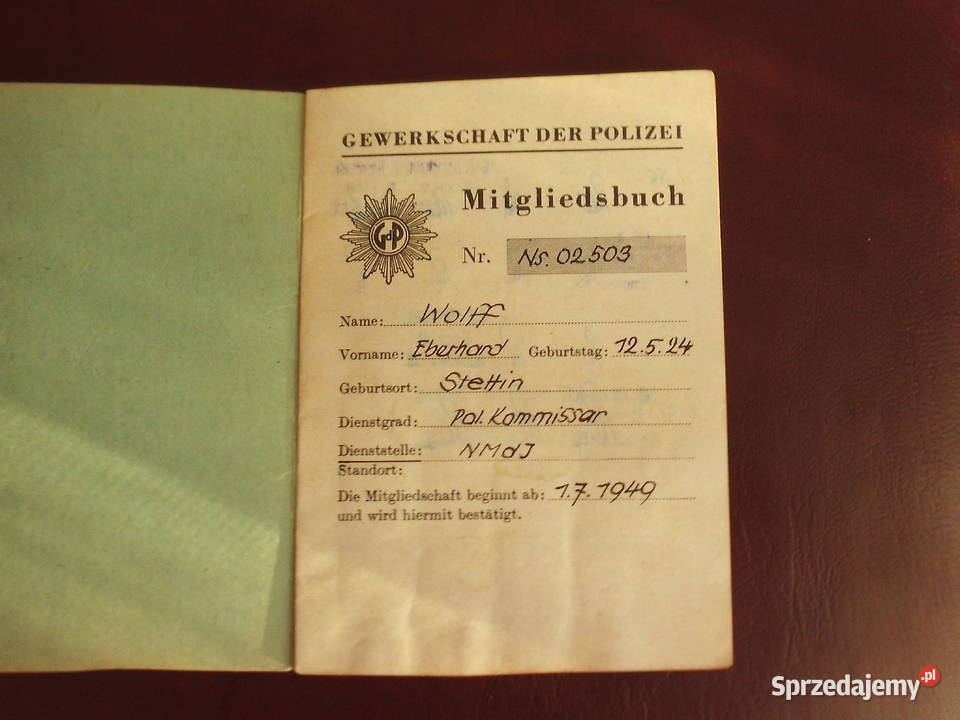 GEWERKSCHAFT DER POLIZEI
Mitgliedsbuch
GdP
Nr. Ns. 02503
Name: Wolff
Vorname: Eberhard Geburtstag: 12.5.24
Geburtsort: Stettin
Dienstgrad: Pol. Kommissar
Dienststelle: NMdJ
Standort:
Die Mitgliedschaft beginnt ab: 1.7.1949
und wird hiermit bestätigt.
Sprzedajemy.pl